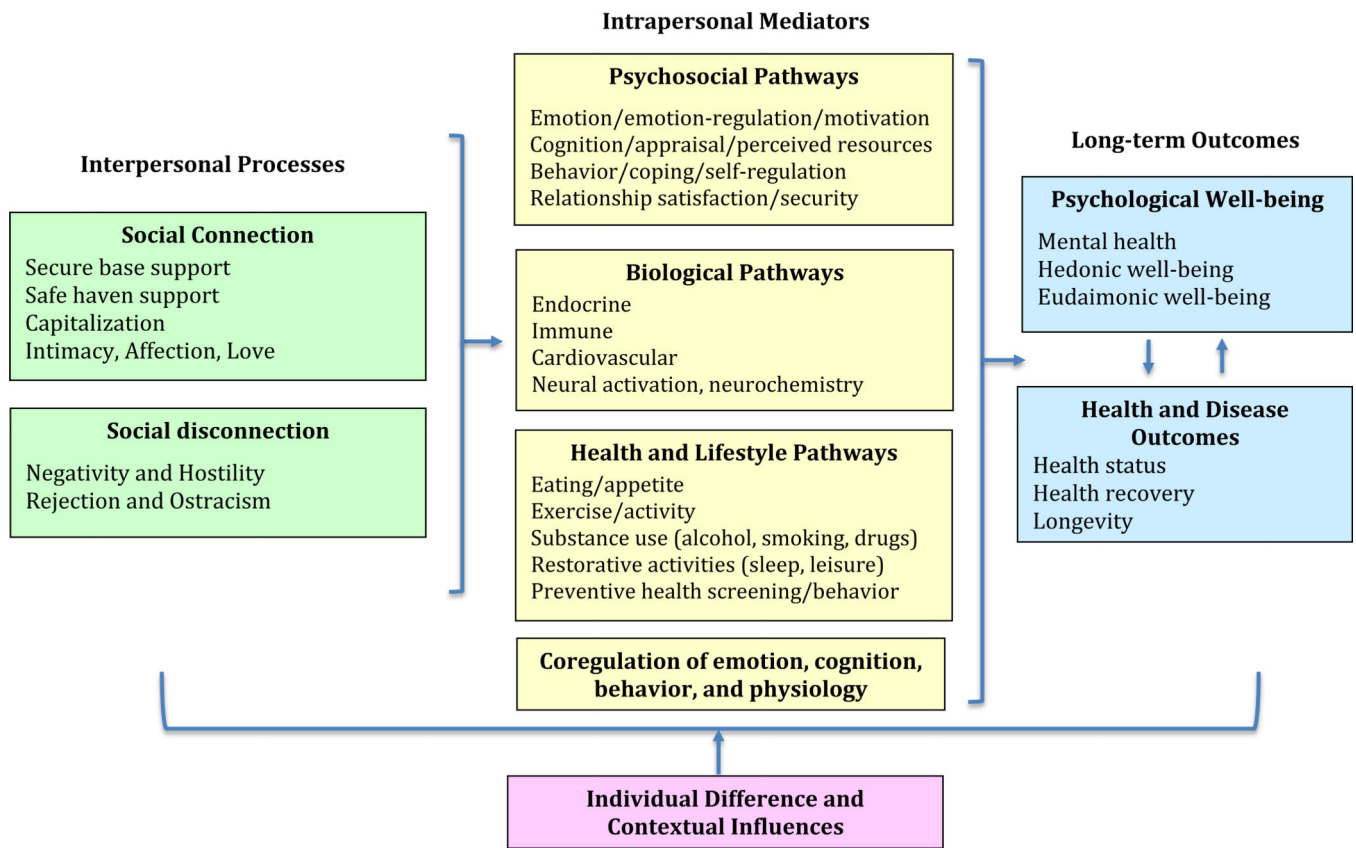 Intrapersonal Mediators
Interpersonal Processes
Social Connection
Secure base support
Safe haven support
Capitalization
Intimacy, Affection, Love
Social disconnection
Negativity and Hostility
Rejection and Ostracism
Psychosocial Pathways
Emotion/emotion-regulation/motivation
Cognition/appraisal/perceived resources
Behavior/coping/self-regulation
Relationship satisfaction/security
Biological Pathways
Endocrine
Immune
Cardiovascular
Neural activation, neurochemistry
Health and Lifestyle Pathways
Eating/appetite
Exercise/activity
Substance use (alcohol, smoking, drugs)
Restorative activities (sleep, leisure)
Preventive health screening/behavior
Coregulation of emotion, cognition,
behavior, and physiology
Long-term Outcomes
Psychological Well-being
Mental health
Hedonic well-being
Eudaimonic well-being
Health and Disease
Outcomes
Health status
Health recovery
Longevity
Individual Difference and
Contextual Influences